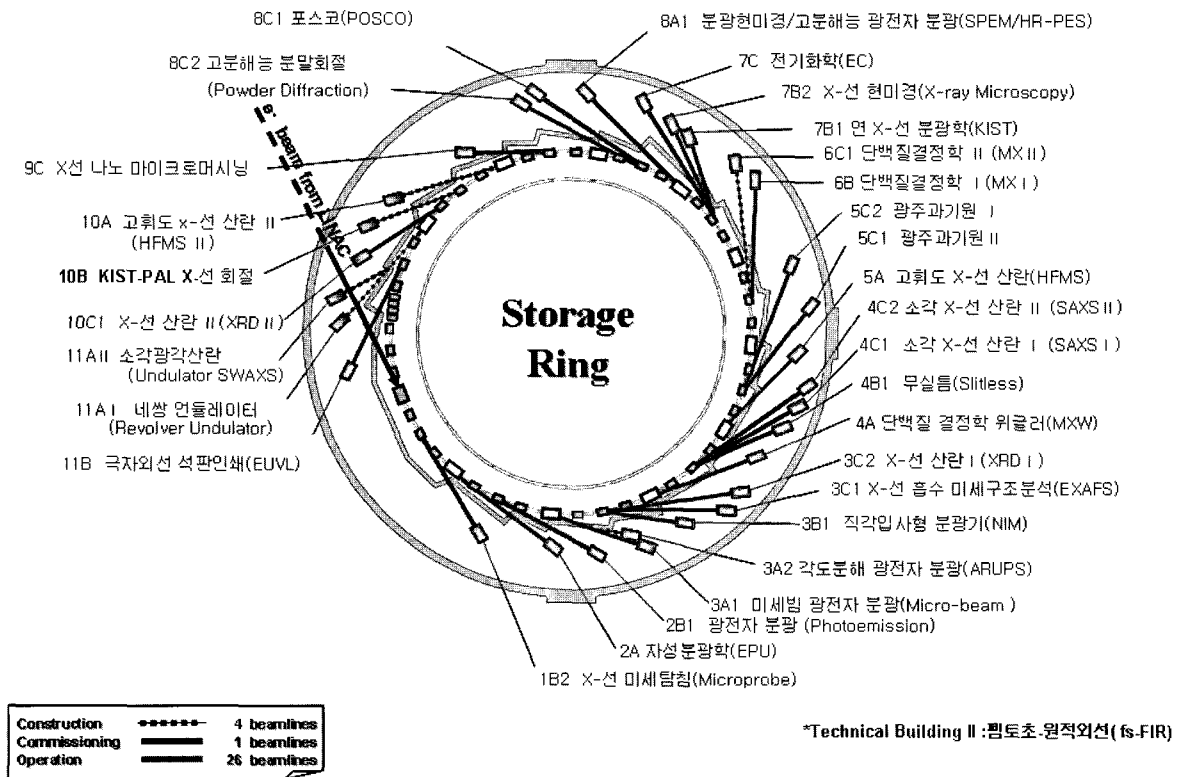 8C1 포스코(POSCO)
8A1 분광현미경/고분해능 광전자 분광(SPEM/HR-PES)
8C2 고분해능 분말회절
(Powder Diffraction)
7C 전기화학(EC)
7B2 X-선 현미경(X-ray Microscopy)
7B1 연 X-선 분광학(KIST)
6C1 단백질결정학 II (MX II)
6B 단백질결정학 I (MX I)
9C X선 나노 마이크로머시닝
e- beam from LINAC
5C2 광주과기원 I
5C1 광주과기원 II
10A 고휘도 x-선 산란 II
(HFMS II)
5A 고휘도 X-선 산란(HFMS)
10B KIST-PAL X-선 회절
4C2 소각 X-선 산란 II (SAXS II)
10C1 X-선 산란 II (XRD II)
4C1 소각 X-선 산란 I (SAXS I)
Storage
Ring
11A II 소각광각산란
(Undulator SWAXS)
4B1 무실틈(Slitless)
11A I 네쌍 언듈레이터
(Revolver Undulator)
4A 단백질 결정학 위글러(MXW)
11B 극자외선 석판인쇄(EUVL)
3C2 X-선 산란 I (XRD I)
3C1 X-선 흡수 미세구조분석(EXAFS)
3B1 직각입사형 분광기(NIM)
3A2 각도분해 광전자 분광(ARUPS)
3A1 미세빔 광전자 분광(Micro-beam )
2B1 광전자 분광 (Photoemission)
2A 자성분광학(EPU)
1B2 X-선 미세탐침(Microprobe)
Construction 4 beamlines
Commissioning 1 beamlines
Operation 26 beamlines
*Technical Building II :펨토초-원적외선( fs-FIR)